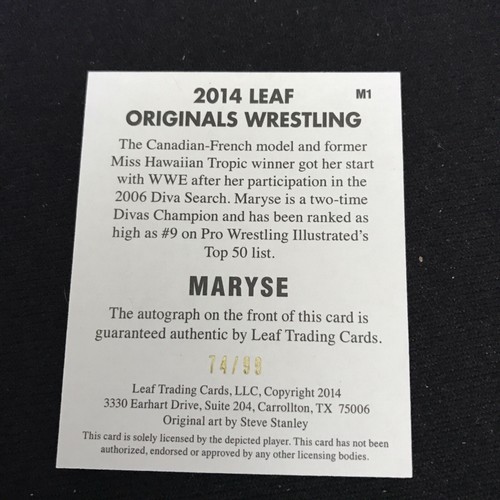 2014 LEAF M1
ORIGINALS WRESTLING
The Canadian-French model and former
Miss Hawaiian Tropic winner got her start
with WWE after her participation in the
2006 Diva Search. Maryse is a two-time
Divas Champion and has been ranked as
high as #9 on Pro Wrestling Illustrated's
Top 50 list.
MARYSE
The autograph on the front of this card is
guaranteed authentic by Leaf Trading Cards.
74/99
Leaf Trading Cards, LLC, Copyright 2014
3330 Earhart Drive, Suite 204, Carrollton, TX 75006
Original art by Steve Stanley
This card is solely licensed by the depicted player. This card has not been
authorized, endorsed or approved by any other licensing bodies.